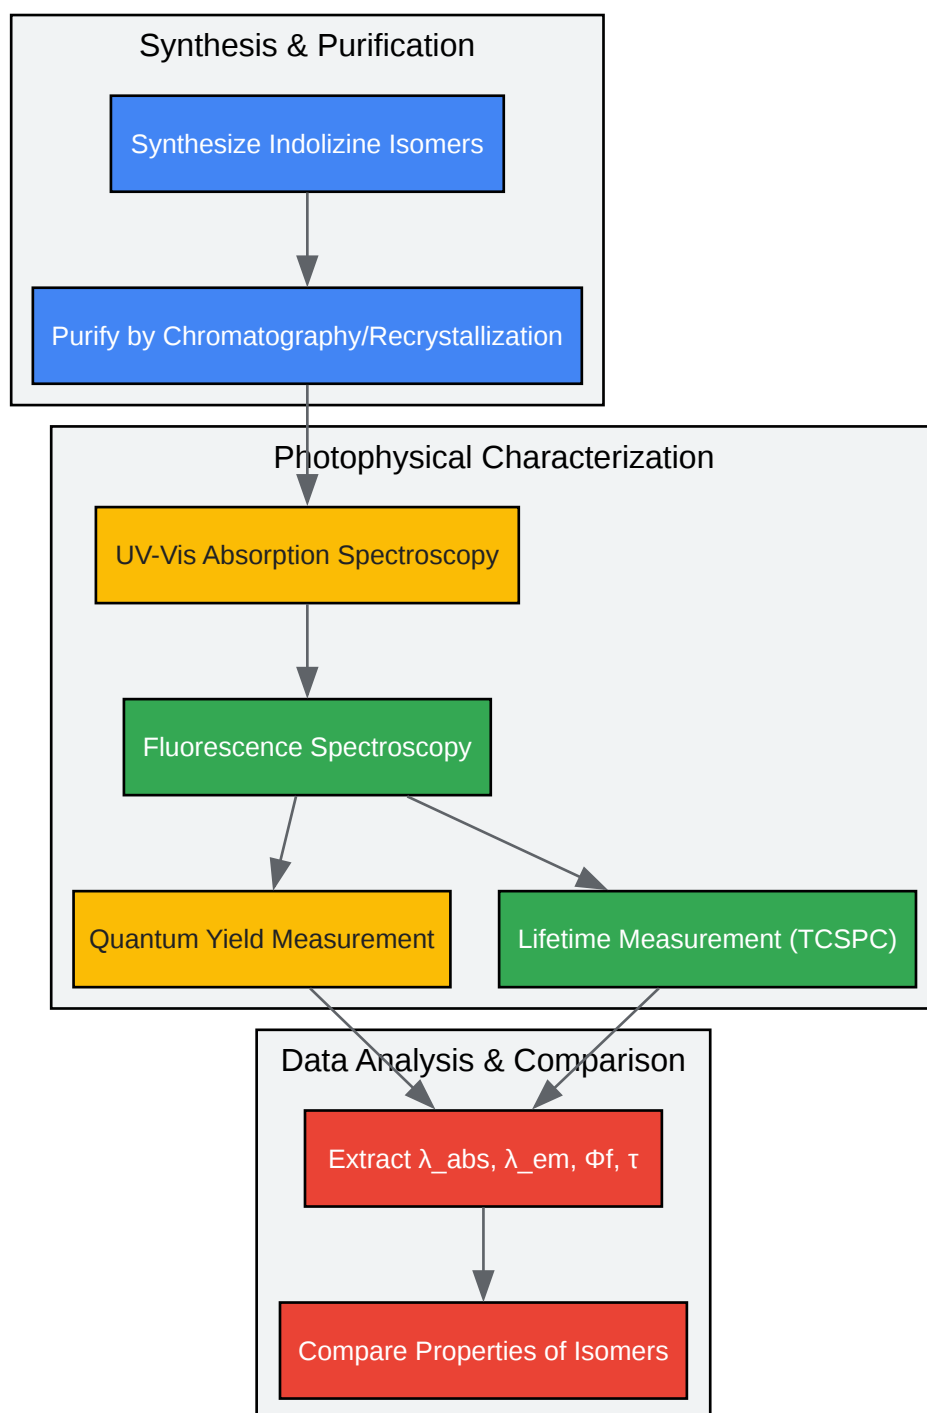 Synthesis & Purification
Synthesize Indolizine Isomers
Purify by Chromatography/Recrystallization
Photophysical Characterization
UV-Vis Absorption Spectroscopy
Fluorescence Spectroscopy
Quantum Yield Measurement
Lifetime Measurement (TCSPC)
Data Analysis & Comparison
Extract λ_abs, λ_em, Φf, τ
Compare Properties of Isomers